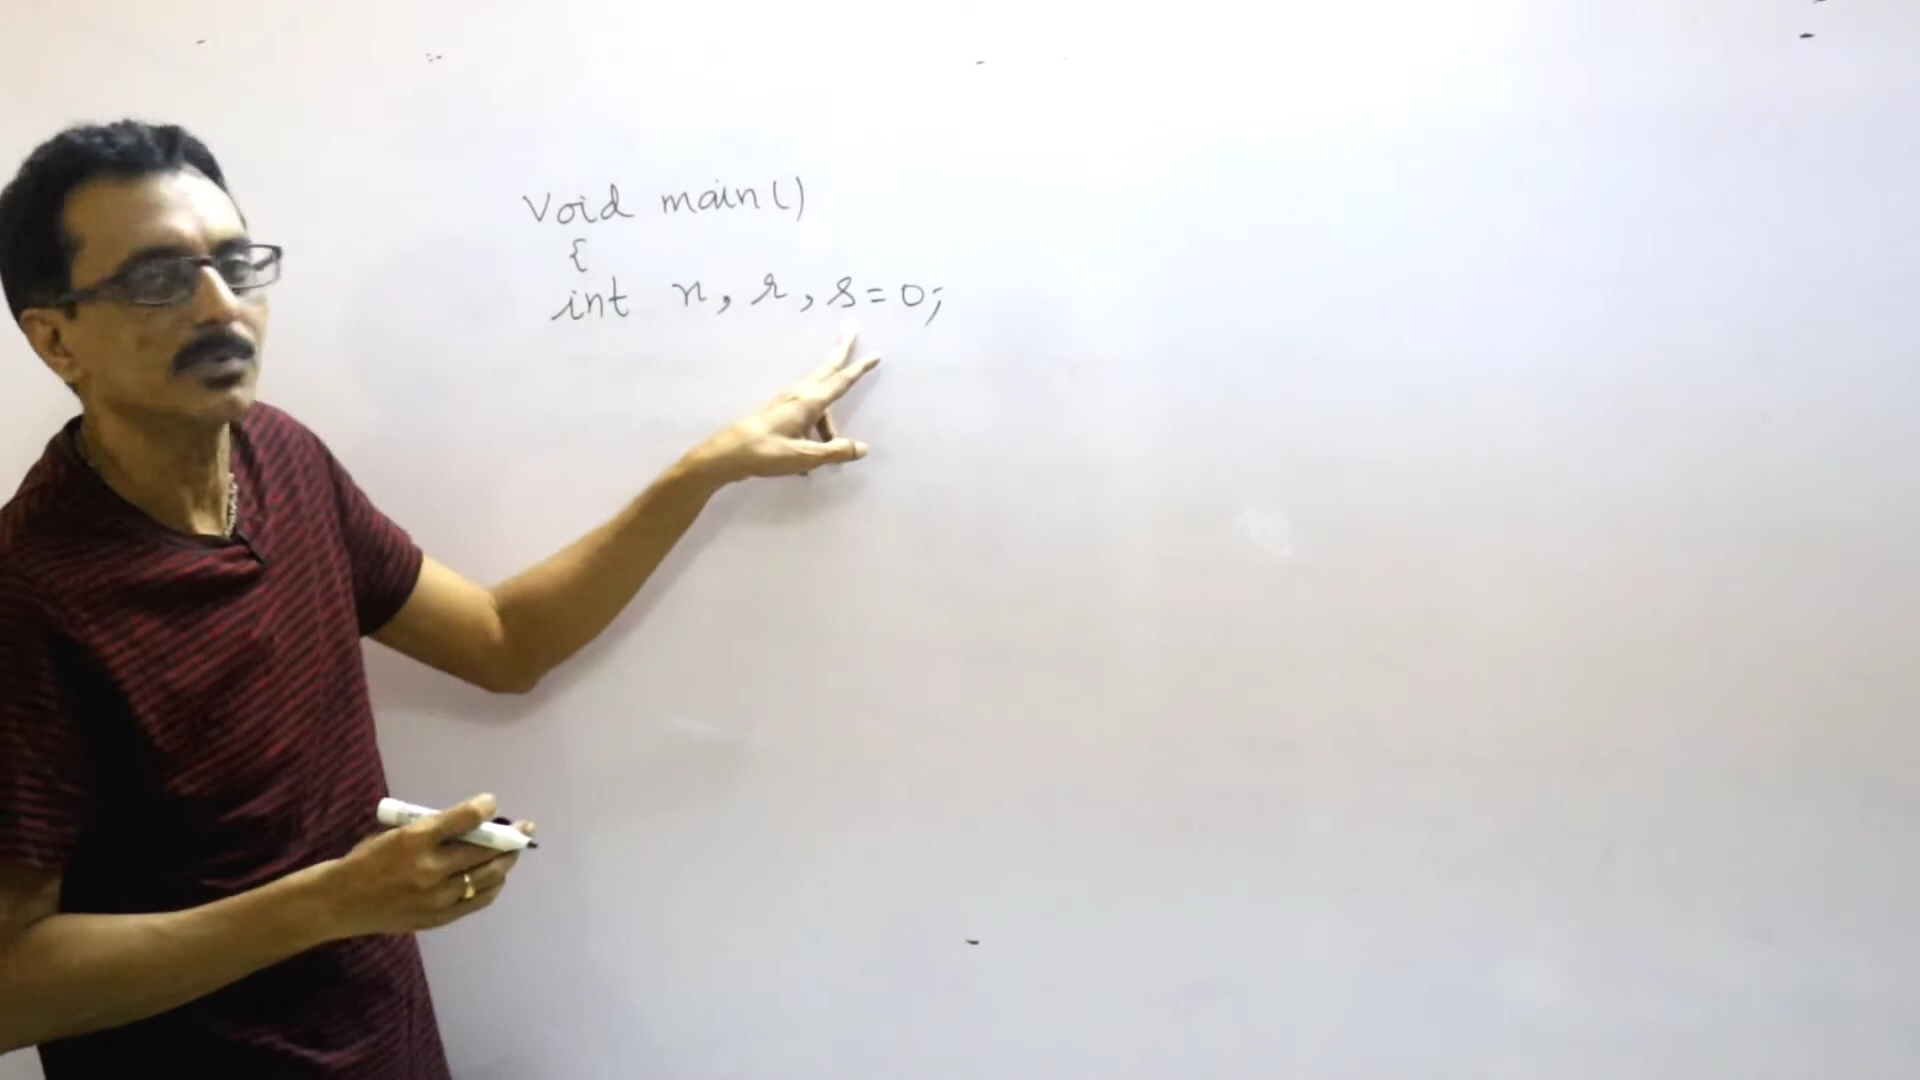 Void main()
{
int n, r, s=0;